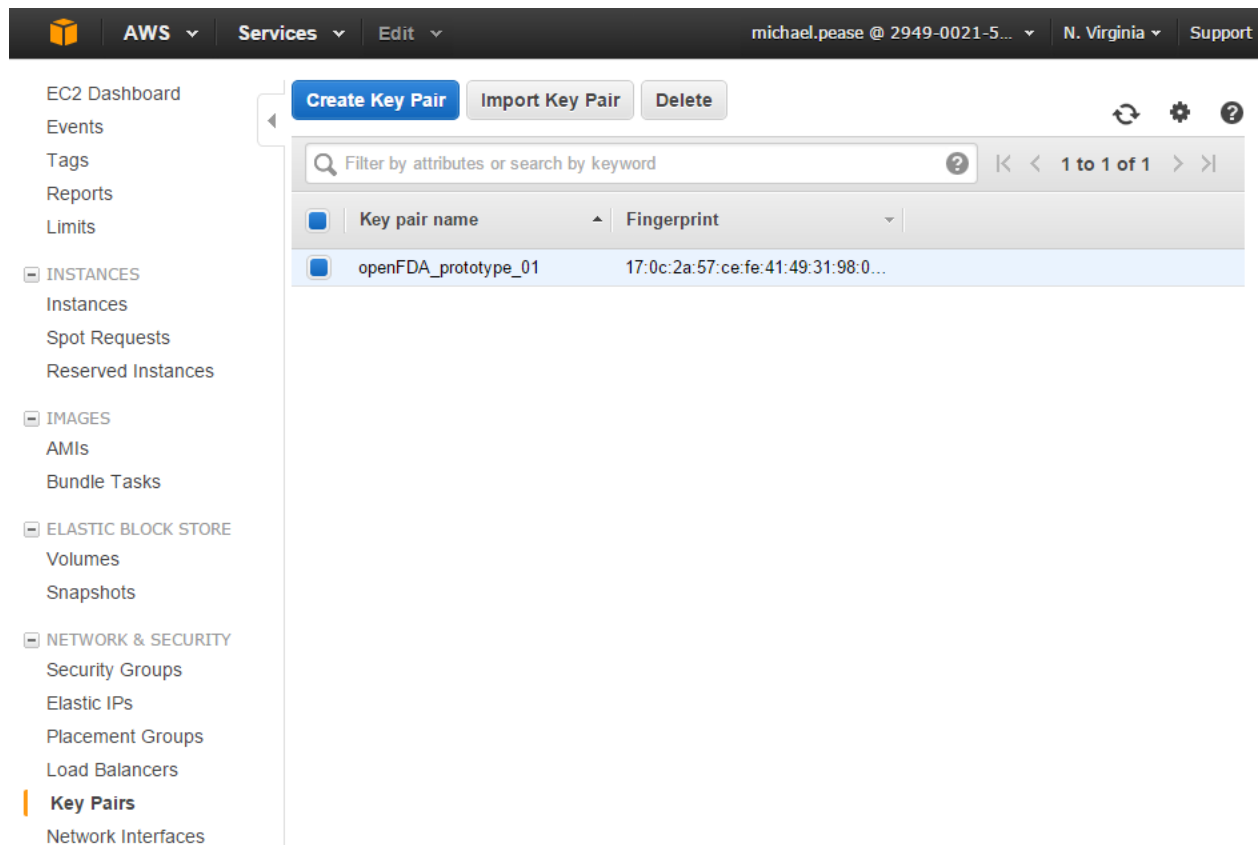 AWS Services Edit michael.pease @ 2949-0021-5... N. Virginia Support
EC2 Dashboard
Events
Tags
Reports
Limits
INSTANCES
Instances
Spot Requests
Reserved Instances
IMAGES
AMIs
Bundle Tasks
ELASTIC BLOCK STORE
Volumes
Snapshots
NETWORK & SECURITY
Security Groups
Elastic IPs
Placement Groups
Load Balancers
Key Pairs
Network Interfaces
Create Key Pair Import Key Pair Delete
Filter by attributes or search by keyword 1 to 1 of 1
Key pair name Fingerprint
openFDA_prototype_01 17:0c:2a:57:ce:fe:41:49:31:98:0...